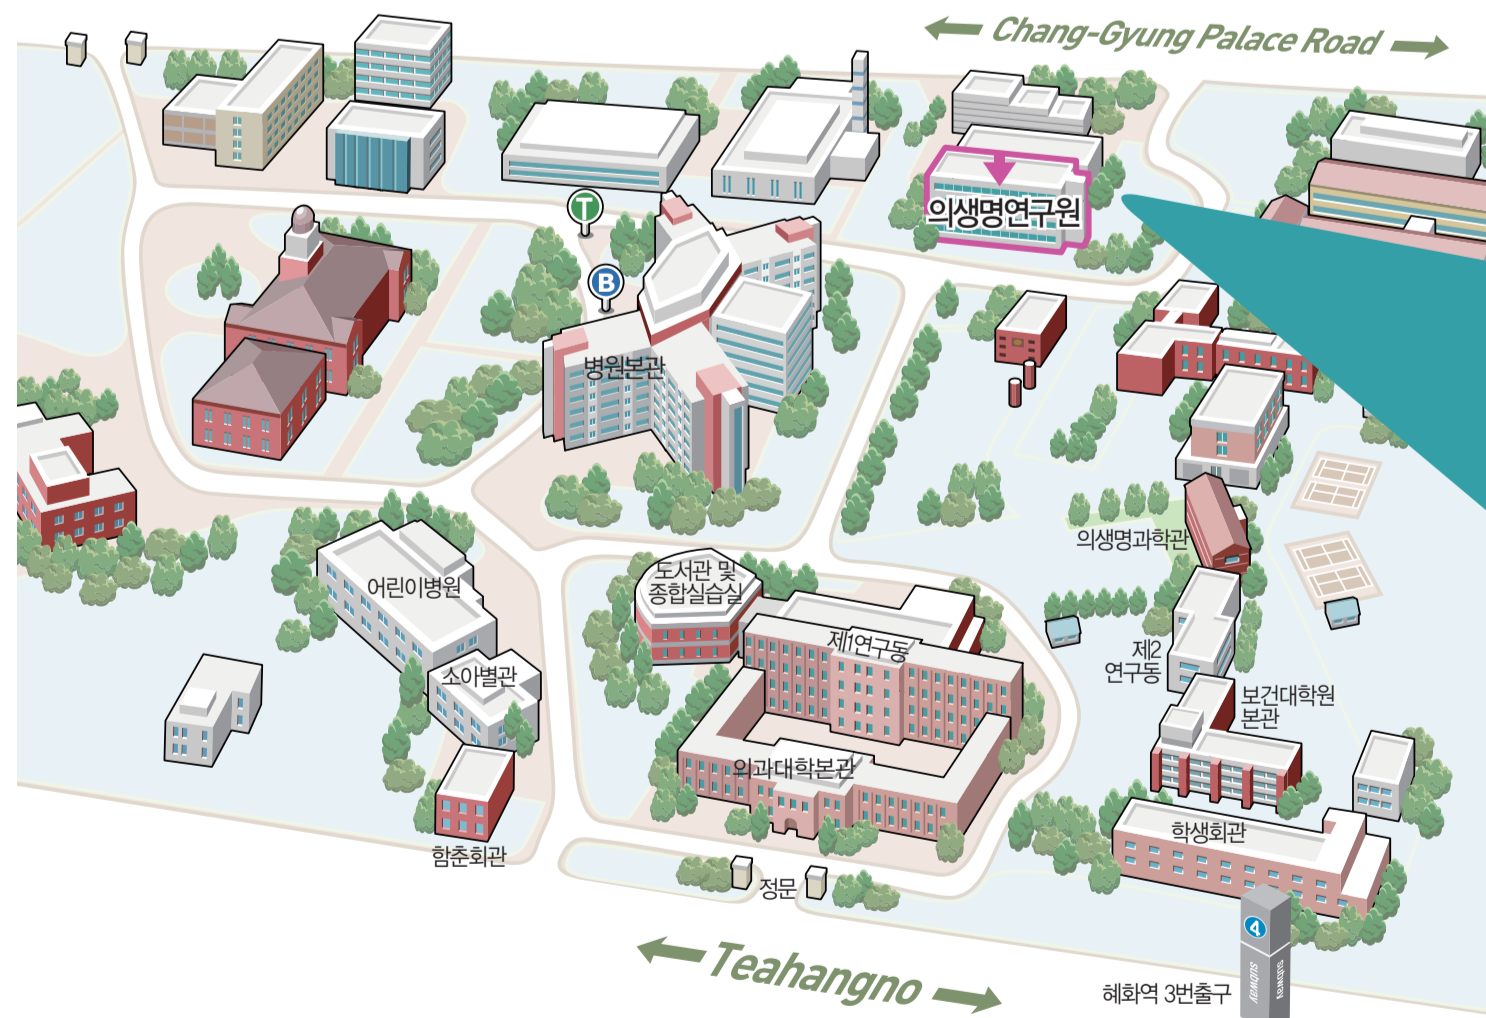 Chang-Gyung Palace Road
T
의생명연구원
B
병원본관
의생명과학관
도서관 및
종합실습실
어린이병원
제1연구동
제2
연구동
소아별관
보건대학원
본관
의과대학본관
학생회관
함춘회관
정문
4
subway
subway
혜화역 3번출구
Teahangno